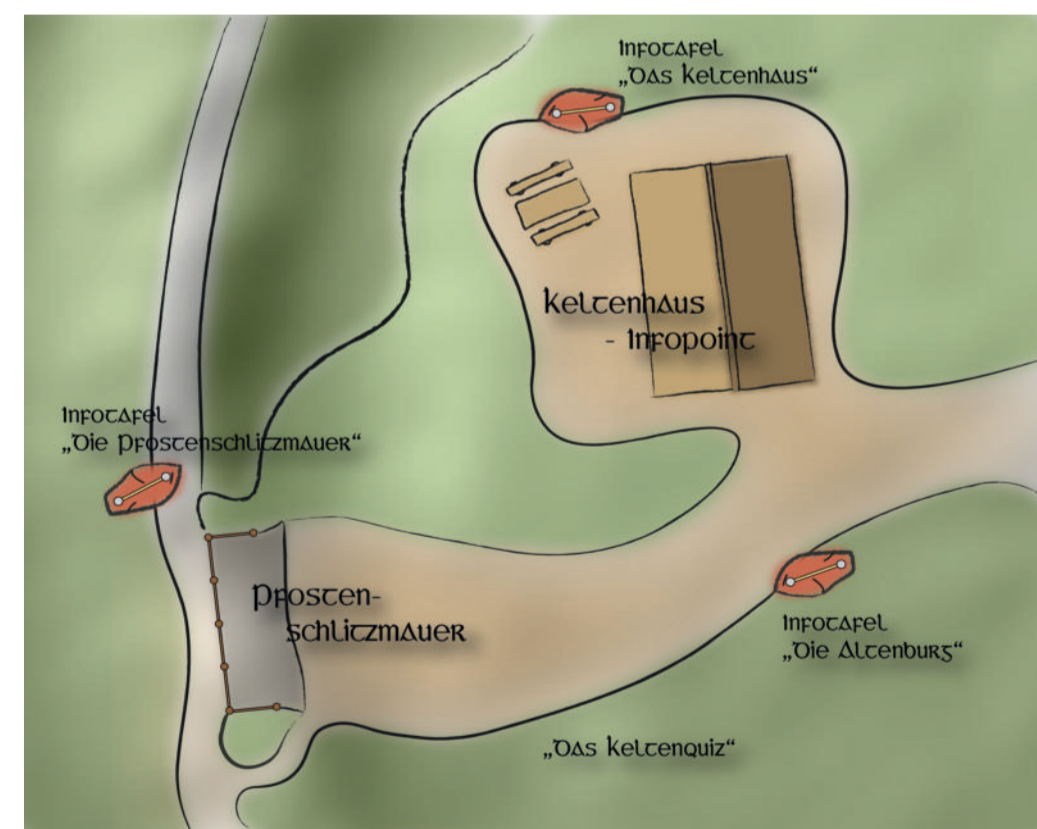 Infotafel
„Das Keltenhaus“
Keltenhaus
- Infopoint
Infotafel
„Die Pfostenschlitzmauer“
Pfosten-
schlitzmauer
Infotafel
„Die Altenburg“
„Das Keltenquiz“